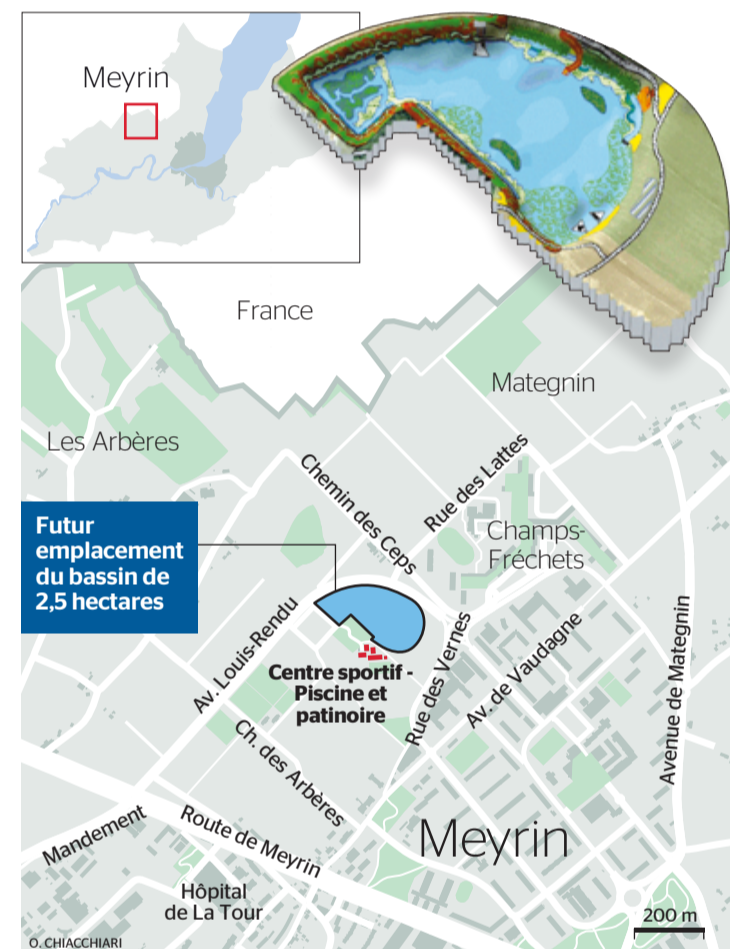 Meyrin
France
Mategnin
Les Arbères
Chemin des Ceps
Rue des Lattes
Champs-
Fréchets
Futur
emplacement
du bassin de
2,5 hectares
Av. Louis-Rendu
Centre sportif -
Piscine et
patinoire
Rue des Vernes
Av. de Vaudagne
Avenue de Mategnin
Ch. des Arbères
Mandement
Route de Meyrin
Meyrin
Hôpital
de La Tour
200 m
O. CHIACCHIARI